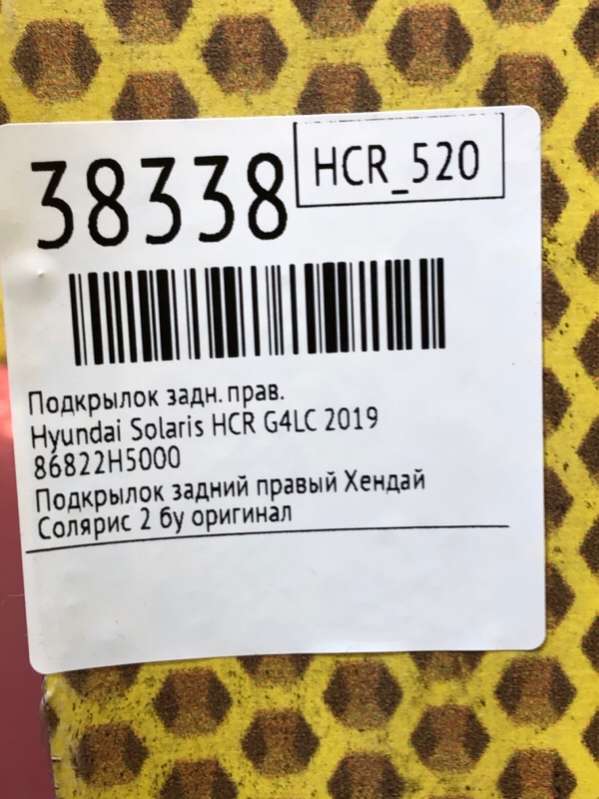 38338
HCR_520
Подкрылок задн. прав.
Hyundai Solaris HCR G4LC 2019
86822H5000
Подкрылок задний правый Хендай
Солярис 2 бу оригинал